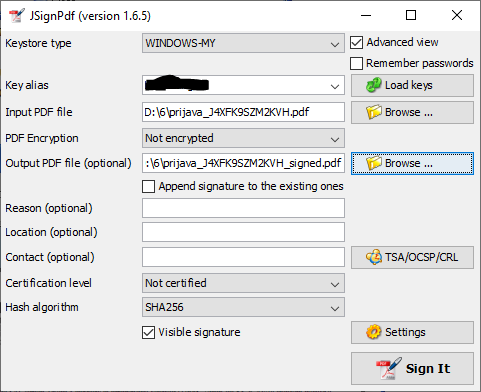 JSignPdf (version 1.6.5)
Keystore type WINDOWS-MY Advanced view
Remember passwords
Key alias Load keys
Input PDF file D:\6\prijava_J4XFK9SZM2KVH.pdf Browse ...
PDF Encryption Not encrypted
Output PDF file (optional) :\6\prijava_J4XFK9SZM2KVH_signed.pdf Browse ...
Append signature to the existing ones
Reason (optional)
Location (optional)
Contact (optional) TSA/OCSP/CRL
Certification level Not certified
Hash algorithm SHA256
Visible signature Settings
Sign It